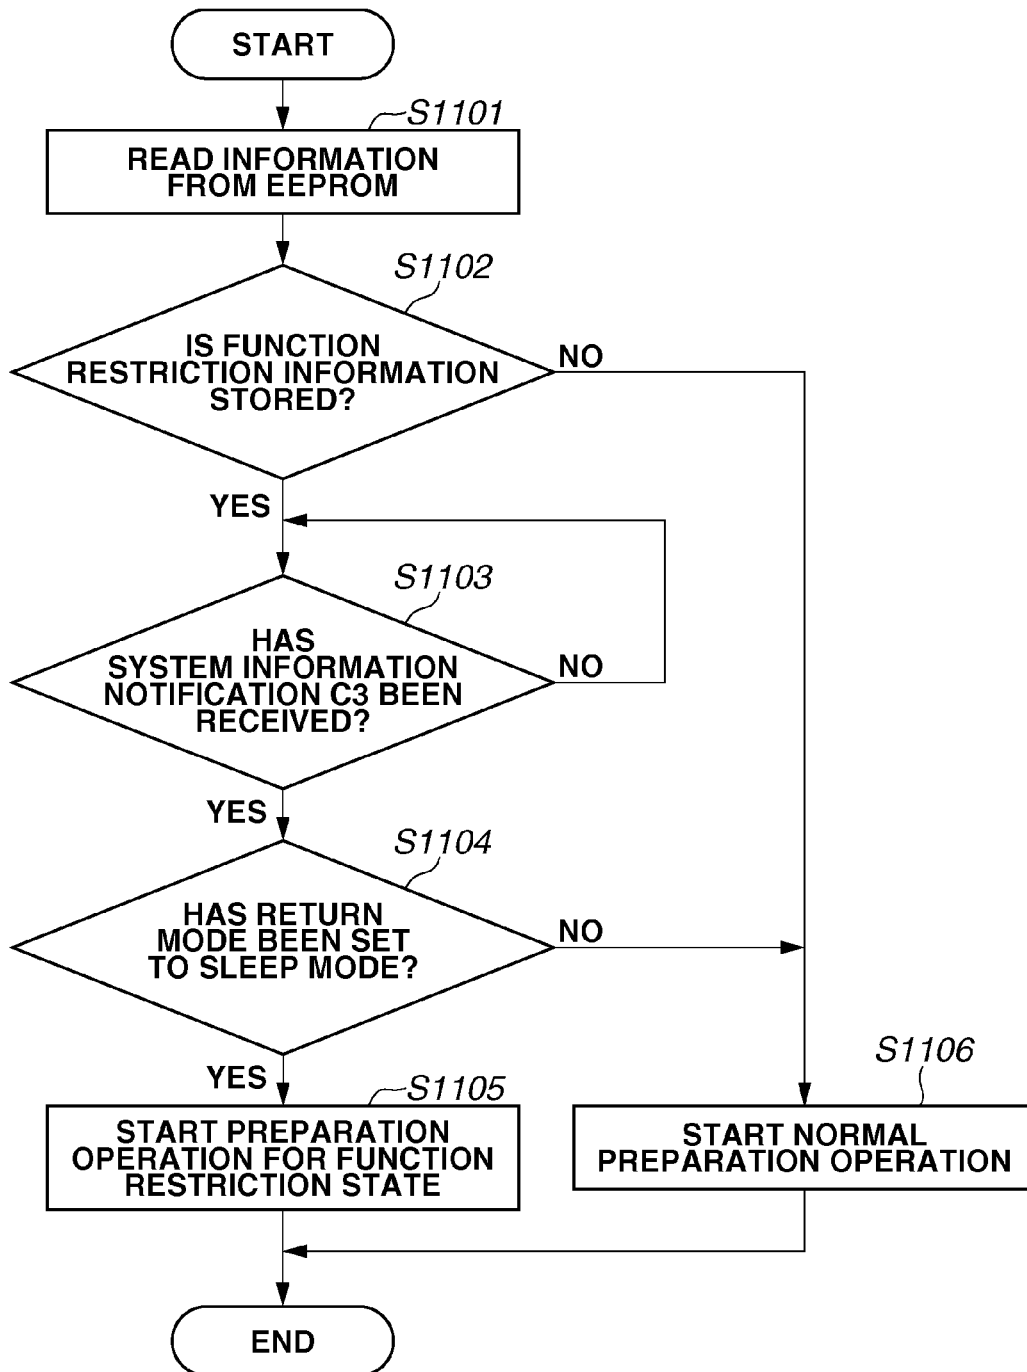 START
S1101
READ INFORMATION
FROM EEPROM
S1102
IS FUNCTION
RESTRICTION INFORMATION
STORED?
NO
YES
S1103
HAS
SYSTEM INFORMATION
NOTIFICATION C3 BEEN
RECEIVED?
NO
YES
S1104
HAS RETURN
MODE BEEN SET
TO SLEEP MODE?
NO
YES
S1105
START PREPARATION
OPERATION FOR FUNCTION
RESTRICTION STATE
S1106
START NORMAL
PREPARATION OPERATION
END